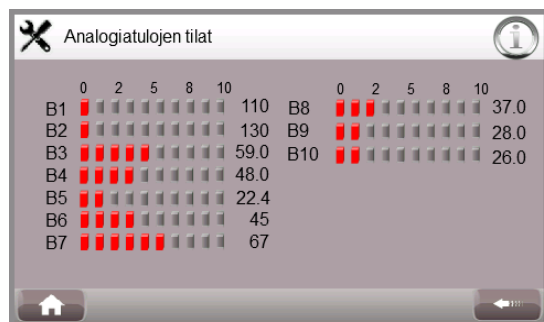 Analogiatulojen tilat
0 2 5 8 10
B1 110
B2 130
B3 59.0
B4 48.0
B5 22.4
B6 45
B7 67
0 2 5 8 10
B8 37.0
B9 28.0
B10 26.0